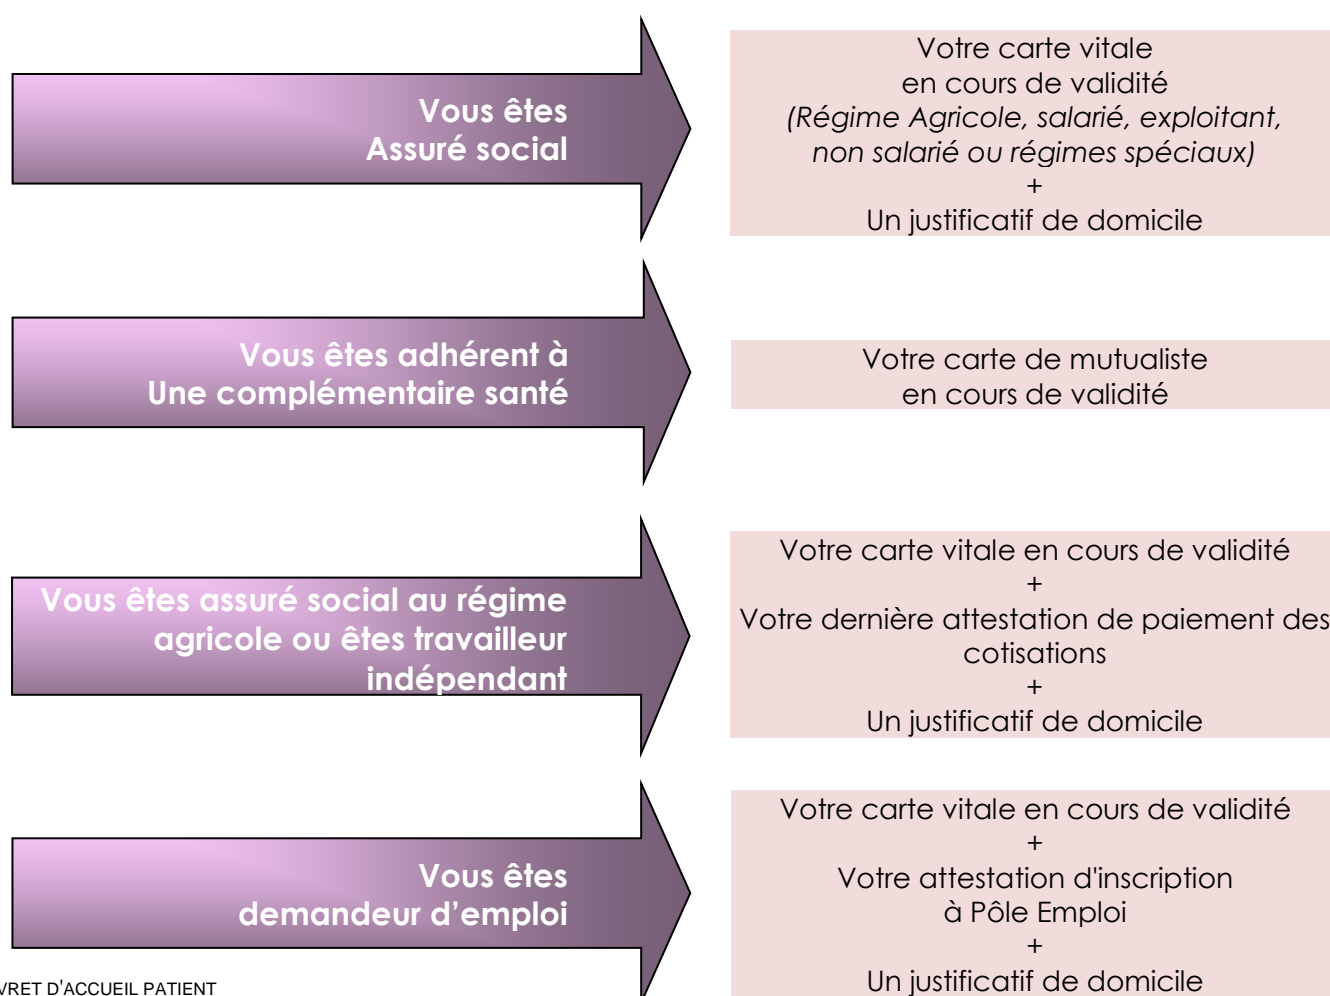 Vous êtes
Assuré social
Votre carte vitale
en cours de validité
(Régime Agricole, salarié, exploitant,
non salarié ou régimes spéciaux)
+
Un justificatif de domicile
Vous êtes adhérent à
Une complémentaire santé
Votre carte de mutualiste
en cours de validité
Vous êtes assuré social au régime
agricole ou êtes travailleur
indépendant
Votre carte vitale en cours de validité
+
Votre dernière attestation de paiement des
cotisations
+
Un justificatif de domicile
Vous êtes
demandeur d’emploi
Votre carte vitale en cours de validité
+
Votre attestation d'inscription
à Pôle Emploi
+
Un justificatif de domicile
VRET D'ACCUEIL PATIENT